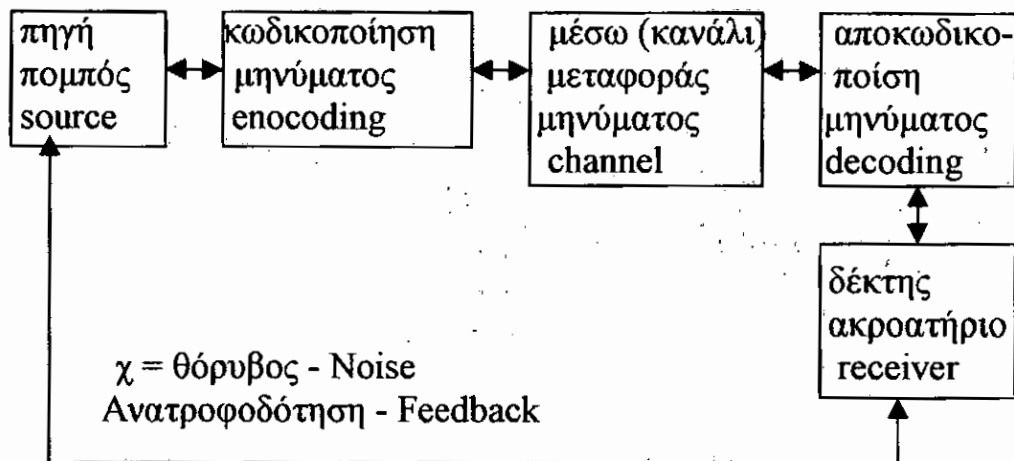 πηγή
πομπός
source
κωδικοποίηση
μηνύματος
enocoding
μέσω (κανάλι)
μεταφοράς
μηνύματος
channel
αποκωδικο-
ποίση
μηνύματος
decoding
δέκτης
ακροατήριο
receiver
χ = θόρυβος - Noise
Ανατροφοδότηση - Feedback